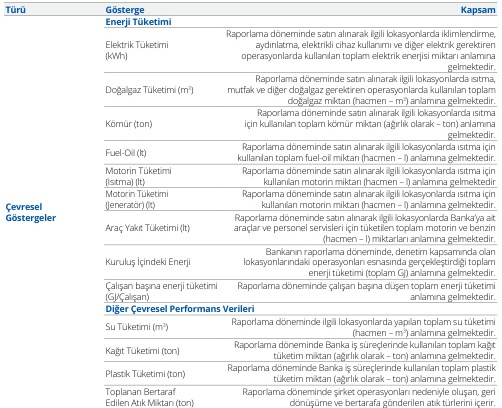 Türü Gösterge Kapsam
Enerji Tüketimi
Elektrik Tüketimi
(kWh)
Raporlama döneminde satın alınarak ilgili lokasyonlarda iklimlendirme,
aydınlatma, elektrikli cihaz kullanımı ve diğer elektrik gerektiren
operasyonlarda kullanılan toplam elektrik enerjisi miktarı anlamına
gelmektedir.
Doğalgaz Tüketimi (m³)
Raporlama döneminde satın alınarak ilgili lokasyonlarda ısıtma,
mutfak ve diğer doğalgaz gerektiren operasyonlarda kullanılan toplam
doğalgaz miktarı (hacmen – m³) anlamına gelmektedir.
Kömür (ton)
Raporlama döneminde satın alınarak ilgili lokasyonlarda ısıtma
için kullanılan toplam kömür miktarı (ağırlık olarak – ton) anlamına
gelmektedir.
Fuel-Oil (lt)
Raporlama döneminde satın alınarak ilgili lokasyonlarda ısıtma için
kullanılan toplam fuel-oil miktarı (hacmen – l) anlamına gelmektedir.
Motorin Tüketimi
(Isıtma) (lt)
Raporlama döneminde satın alınarak ilgili lokasyonlarda ısıtma için
kullanılan motorin miktarı (hacmen – l) anlamına gelmektedir.
Motorin Tüketimi
(Jeneratör) (lt)
Raporlama döneminde satın alınarak ilgili lokasyonlarda ısıtma için
kullanılan motorin miktarı (hacmen – l) anlamına gelmektedir.
Çevresel
Göstergeler
Araç Yakıt Tüketimi (lt)
Raporlama döneminde satın alınarak ilgili lokasyonlarda Banka'ya ait
araçlar ve personel servisleri için tüketilen toplam motorin ve benzin
(hacmen – l) miktarları anlamına gelmektedir.
Kuruluş İçindeki Enerji
Bankanın raporlama döneminde, denetim kapsamında olan
lokasyonlarındaki operasyonları esnasında gerçekleştirdiği toplam
enerji tüketimi (toplam GJ) anlamına gelmektedir.
Çalışan başına enerji tüketimi
(GJ/Çalışan)
Raporlama döneminde çalışan başına düşen toplam enerji tüketimi
anlamına gelmektedir.
Diğer Çevresel Performans Verileri
Su Tüketimi (m³)
Raporlama döneminde ilgili lokasyonlarda yapılan toplam su tüketimi
(hacmen – m³) anlamına gelmektedir.
Kağıt Tüketimi (ton)
Raporlama döneminde Banka iş süreçlerinde kullanılan toplam kağıt
tüketim miktarı (ağırlık olarak – ton) anlamına gelmektedir.
Plastik Tüketimi (ton)
Raporlama döneminde Banka iş süreçlerinde kullanılan toplam plastik
tüketim miktarı (ağırlık olarak – ton) anlamına gelmektedir.
Toplanan Bertaraf
Edilen Atık Miktarı (ton)
Raporlama döneminde şirket operasyonları nedeniyle oluşan, geri
dönüşüme ve bertarafa gönderilen atık türlerini içerir.